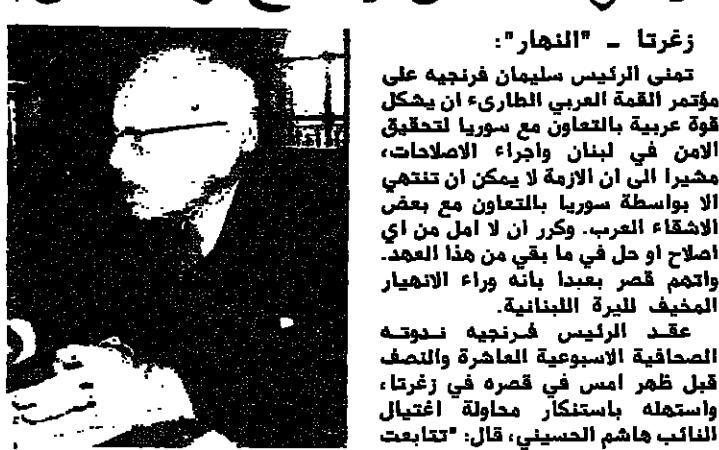 زغرتا ـ "النهار":
تمنى الرئيس سليمان فرنجيه على
مؤتمر القمة العربي الطارىء ان يشكل
قوة عربية بالتعاون مع سوريا لتحقيق
الامن في لبنان واجراء الاصلاحات،
مشيرا الى ان الازمة لا يمكن ان تنتهي
الا بواسطة سوريا بالتعاون مع بعض
الاشقاء العرب. وكرر ان لا امل من اي
اصلاح او حل في ما بقي من هذا العهد.
واتهم قصر بعبدا بانه وراء الانهيار
المخيف لليرة اللبنانية.
عقد الرئيس فرنجيه ندوته
الصحافية الاسبوعية العاشرة والنصف
قبل ظهر امس في قصره في زغرتا،
واستهله باستنكار محاولة اغتيال
النائب هاشم الحسيني، قال: "تتابعت